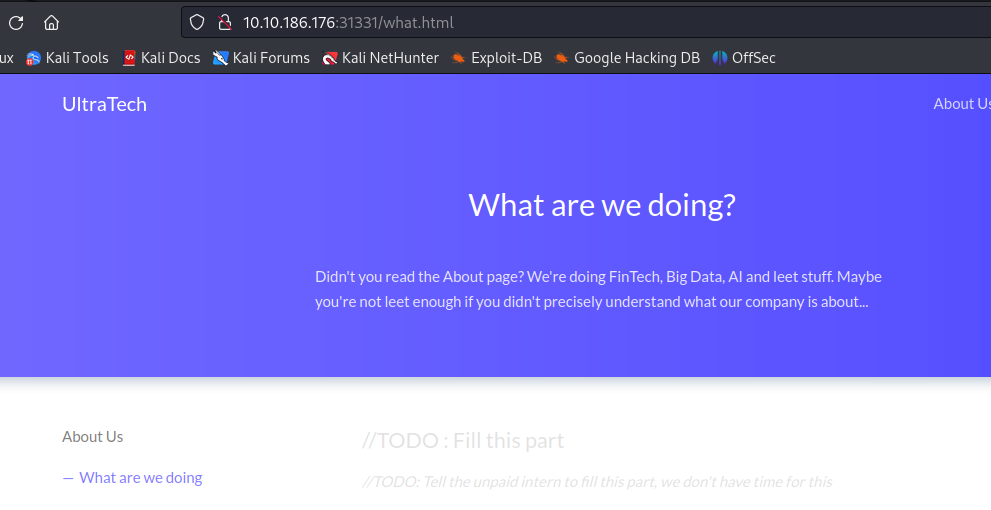 10.10.186.176:31331/what.html
ux Kali Tools Kali Docs Kali Forums Kali NetHunter Exploit-DB Google Hacking DB OffSec
UltraTech About Us
What are we doing?
Didn't you read the About page? We're doing FinTech, Big Data, AI and leet stuff. Maybe
you're not leet enough if you didn't precisely understand what our company is about...
About Us
//TODO : Fill this part
— What are we doing
//TODO: Tell the unpaid intern to fill this part, we don't have time for this